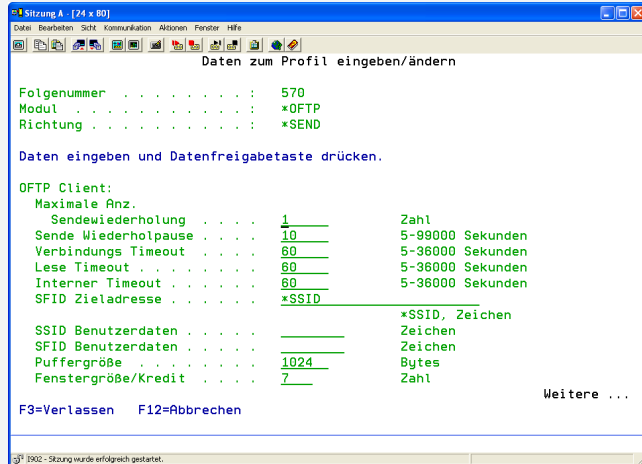 Sitzung A - [24 x 80]
Datei Bearbeiten Sicht Kommunikation Aktionen Fenster Hilfe
Daten zum Profil eingeben/ändern
Folgenummer . . . . . . . . : 570
Modul . . . . . . . . . . . : *OFTP
Richtung . . . . . . . . . . : *SEND
Daten eingeben und Datenfreigabetaste drücken.
OFTP Client:
Maximale Anz.
Sendewiederholung . . . . 1 Zahl
Sende Wiederholpause . . . . 10 5-99000 Sekunden
Verbindungs Timeout . . . . 60 5-36000 Sekunden
Lese Timeout . . . . . . . . 60 5-36000 Sekunden
Interner Timeout . . . . . . 60 5-36000 Sekunden
SFID Zieladresse . . . . . . *SSID
*SSID, Zeichen
SSID Benutzerdaten . . . . . Zeichen
SFID Benutzerdaten . . . . . Zeichen
Puffergröße . . . . . . . . 1024 Bytes
Fenstergröße/Kredit . . . . 7 Zahl
Weitere ...
F3=Verlassen F12=Abbrechen
I902 - Sitzung wurde erfolgreich gestartet.